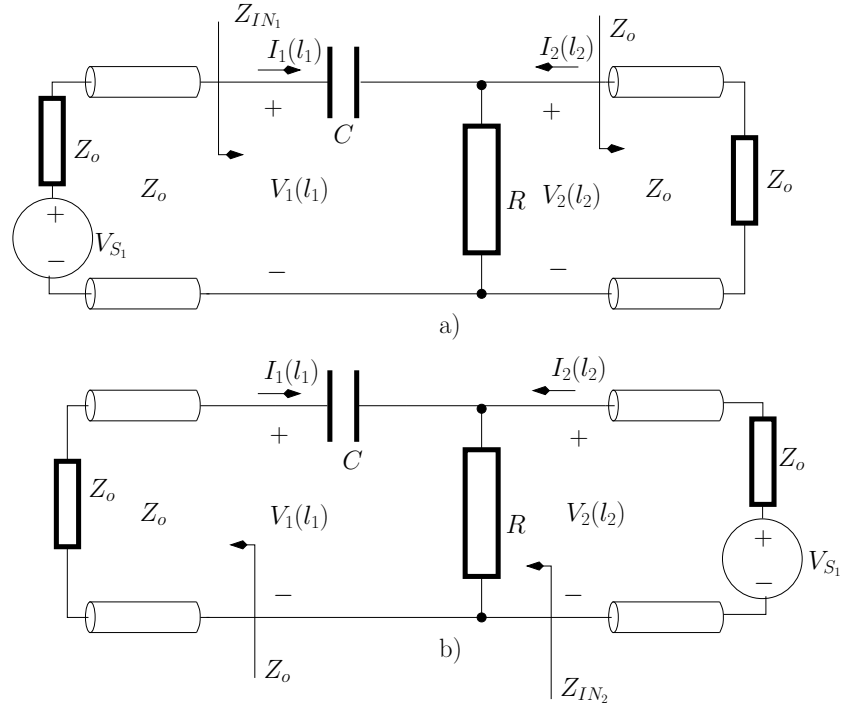 Z_{IN_1}
Z_o
I_1(l_1)
I_2(l_2)
+
+
C
Z_o
Z_o
Z_o
V_1(l_1)
R
V_2(l_2)
Z_o
+
V_{S_1}
−
−
−
a)
I_1(l_1)
I_2(l_2)
+
+
C
Z_o
Z_o
Z_o
V_1(l_1)
R
V_2(l_2)
+
V_{S_1}
−
−
−
b)
Z_o
Z_{IN_2}